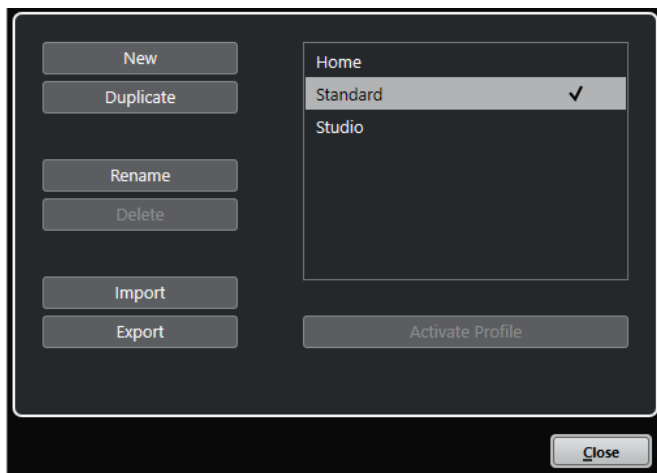 New
Duplicate
Rename
Delete
Import
Export
Home
Standard
Studio
Activate Profile
Close